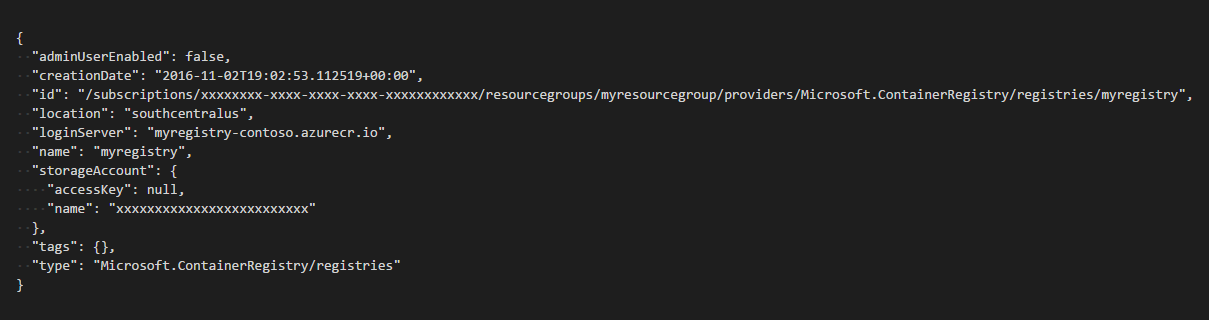 {
  "adminUserEnabled": false,
  "creationDate": "2016-11-02T19:02:53.112519+00:00",
  "id": "/subscriptions/xxxxxxxx-xxxx-xxxx-xxxx-xxxxxxxxxxxx/resourcegroups/myresourcegroup/providers/Microsoft.ContainerRegistry/registries/myregistry",
  "location": "southcentralus",
  "loginServer": "myregistry-contoso.azurecr.io",
  "name": "myregistry",
  "storageAccount": {
    "accessKey": null,
    "name": "xxxxxxxxxxxxxxxxxxxxxxxxx"
  },
  "tags": {},
  "type": "Microsoft.ContainerRegistry/registries"
}